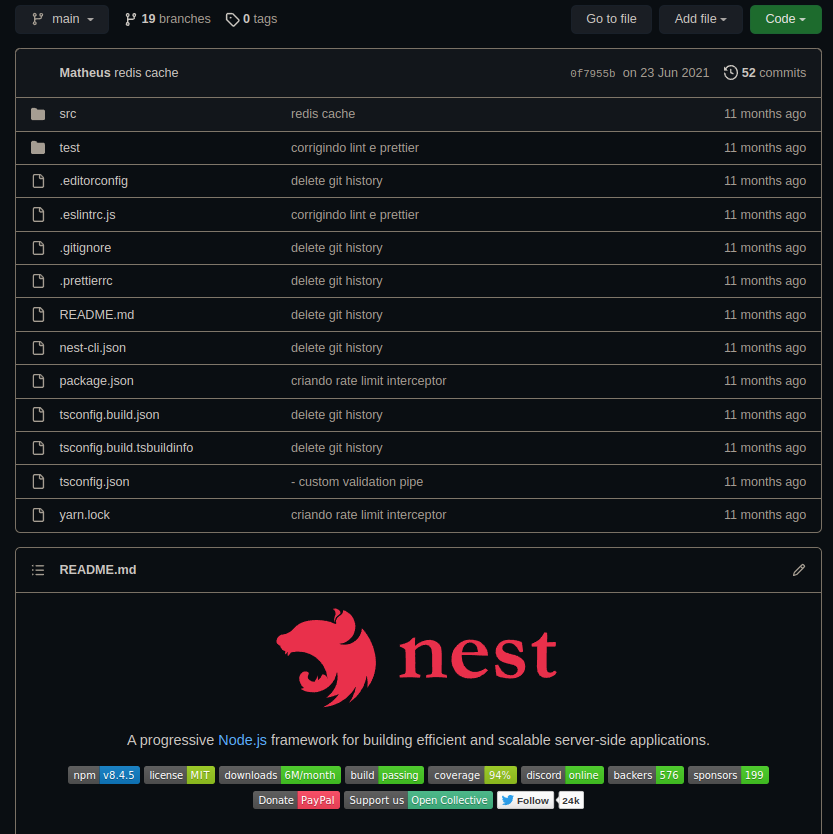 main 19 branches 0 tags Go to file Add file Code
Matheus redis cache 0f7955b on 23 Jun 2021 52 commits
src redis cache 11 months ago
test corrigindo lint e prettier 11 months ago
.editorconfig delete git history 11 months ago
.eslintrc.js corrigindo lint e prettier 11 months ago
.gitignore delete git history 11 months ago
.prettierrc delete git history 11 months ago
README.md delete git history 11 months ago
nest-cli.json delete git history 11 months ago
package.json criando rate limit interceptor 11 months ago
tsconfig.build.json delete git history 11 months ago
tsconfig.build.tsbuildinfo delete git history 11 months ago
tsconfig.json - custom validation pipe 11 months ago
yarn.lock criando rate limit interceptor 11 months ago
README.md
nest
A progressive Node.js framework for building efficient and scalable server-side applications.
npm v8.4.5 license MIT downloads 6M/month build passing coverage 94% discord online backers 576 sponsors 199
Donate PayPal Support us Open Collective Follow 24k